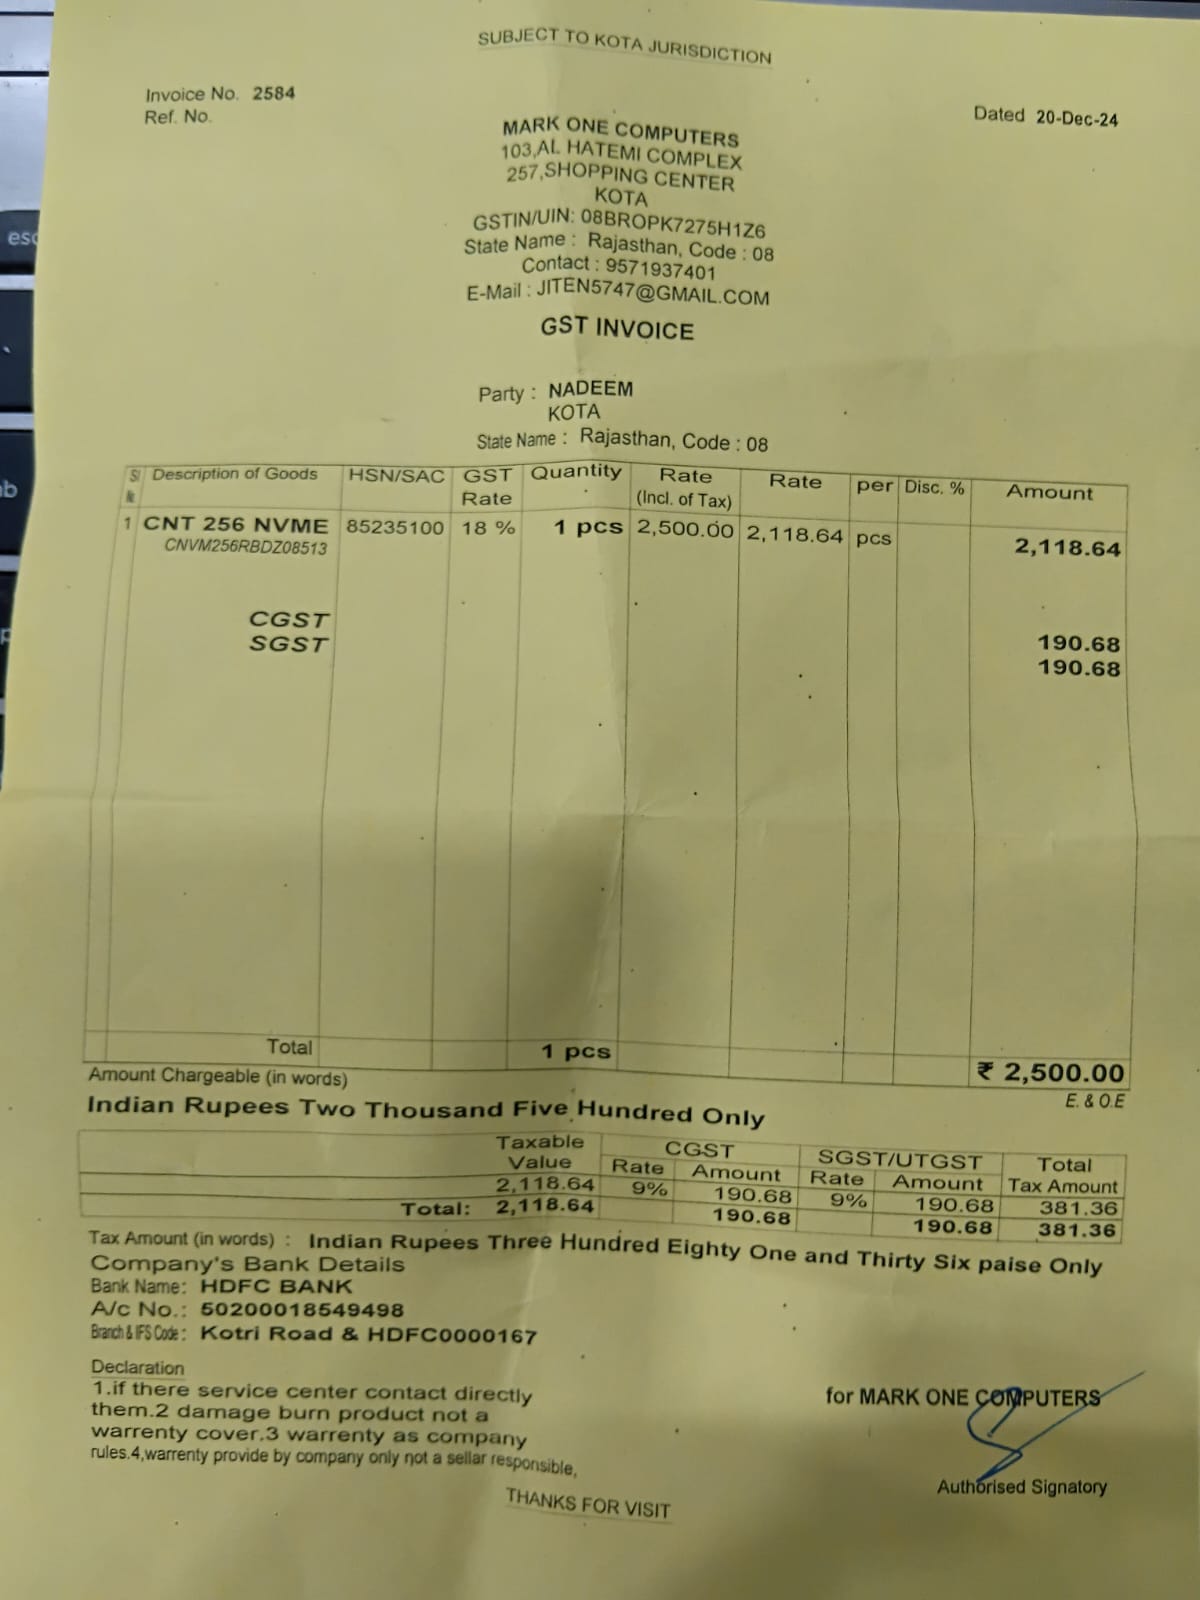 SUBJECT TO KOTA JURISDICTION
Invoice No. 2584
Ref. No.
Dated 20-Dec-24
MARK ONE COMPUTERS
103,AL HATEMI COMPLEX
257,SHOPPING CENTER
KOTA
GSTIN/UIN: 08BROPK7275H1Z6
State Name : Rajasthan, Code : 08
Contact : 9571937401
E-Mail : JITEN5747@GMAIL.COM
GST INVOICE
Party : NADEEM
KOTA
State Name : Rajasthan, Code : 08
Sl Description of Goods HSN/SAC GST Quantity Rate Rate per Disc. % Amount
Rate (Incl. of Tax)
1 CNT 256 NVME 85235100 18 % 1 pcs 2,500.00 2,118.64 pcs 2,118.64
CNVM256RBDZ08513
CGST 190.68
SGST 190.68
Total 1 pcs ₹ 2,500.00
Amount Chargeable (in words) E. & O.E
Indian Rupees Two Thousand Five Hundred Only
Taxable CGST SGST/UTGST Total
Value Rate Amount Rate Amount Tax Amount
2,118.64 9% 190.68 9% 190.68 381.36
Total: 2,118.64 190.68 190.68 381.36
Tax Amount (in words) : Indian Rupees Three Hundred Eighty One and Thirty Six paise Only
Company's Bank Details
Bank Name: HDFC BANK
A/c No.: 50200018549498
Branch & IFS Code: Kotri Road & HDFC0000167
Declaration
1.if there service center contact directly
them.2 damage burn product not a
warrenty cover.3 warrenty as company
rules.4,warrenty provide by company only not a sellar responsible,
for MARK ONE COMPUTERS
Authorised Signatory
THANKS FOR VISIT
esc